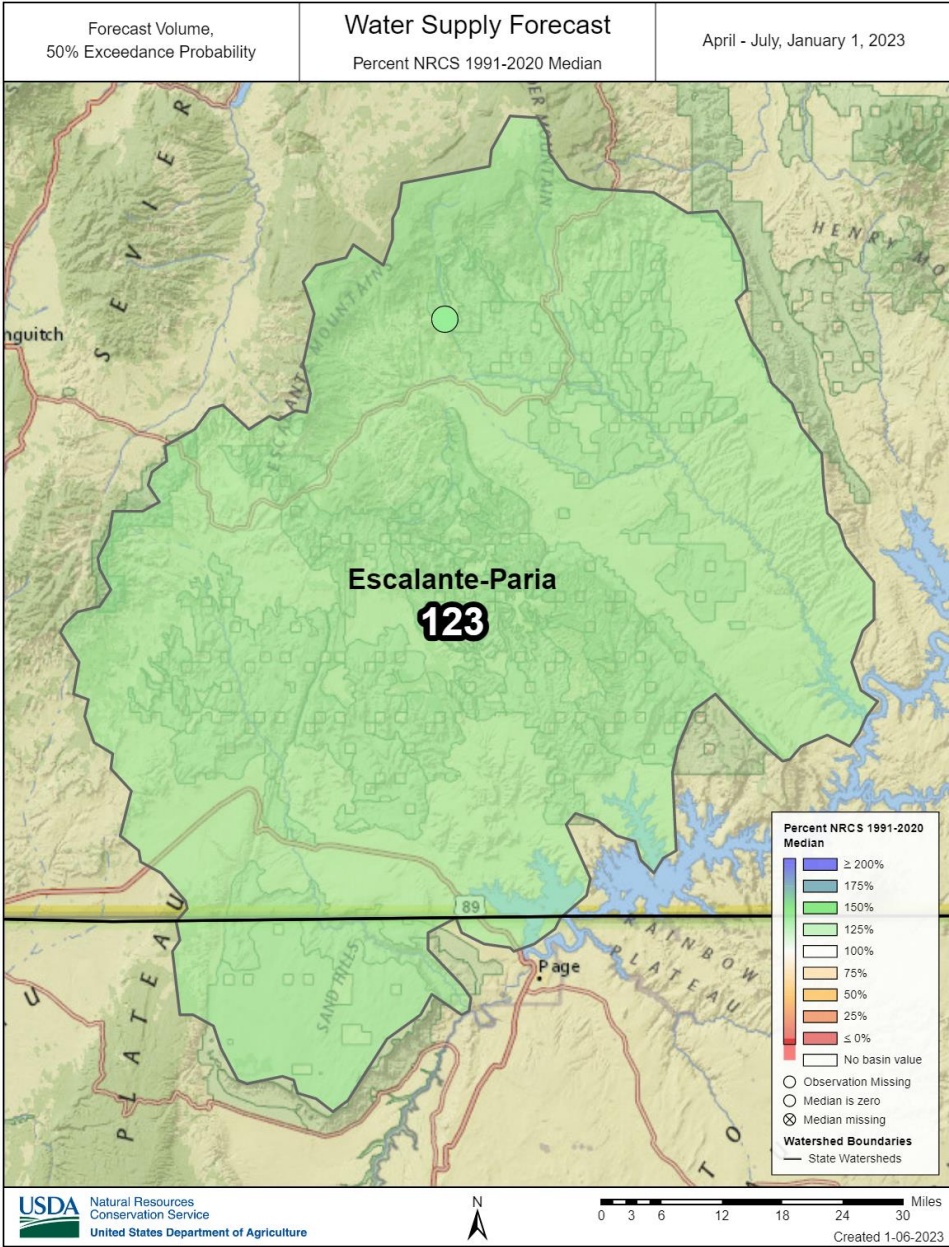 Forecast Volume,
50% Exceedance Probability
Water Supply Forecast
Percent NRCS 1991-2020 Median
April - July, January 1, 2023
SEVIER
MOUNTAIN
HENRY MO
nguitch
ESCALANT MOUNTAINS
Escalante-Paria
123
89
SAND HILLS
PLATEAU
U
Page
RAINBOW
PLATEAU
T O
Percent NRCS 1991-2020
Median
≥ 200%
175%
150%
125%
100%
75%
50%
25%
≤ 0%
No basin value
Observation Missing
Median is zero
Median missing
Watershed Boundaries
State Watersheds
USDA
Natural Resources
Conservation Service
United States Department of Agriculture
N
Miles
0 3 6 12 18 24 30
Created 1-06-2023